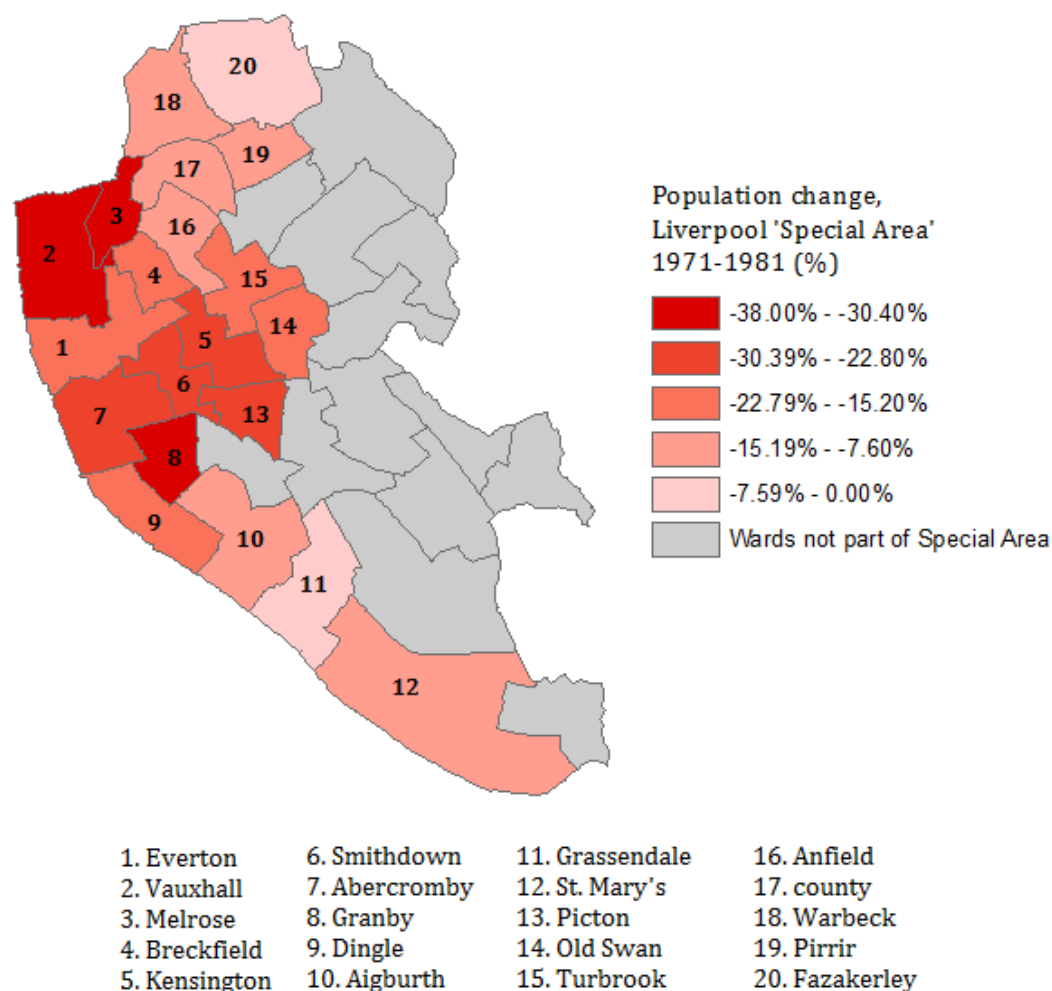 20
18
19
17
3
16
2
4
15
14
5
1
6
7
13
8
9
10
11
12
Population change,
Liverpool 'Special Area'
1971-1981 (%)
-38.00% - -30.40%
-30.39% - -22.80%
-22.79% - -15.20%
-15.19% - -7.60%
-7.59% - 0.00%
Wards not part of Special Area
1. Everton
2. Vauxhall
3. Melrose
4. Breckfield
5. Kensington
6. Smithdown
7. Abercromby
8. Granby
9. Dingle
10. Aigburth
11. Grassendale
12. St. Mary's
13. Picton
14. Old Swan
15. Turbrook
16. Anfield
17. county
18. Warbeck
19. Pirrir
20. Fazakerley